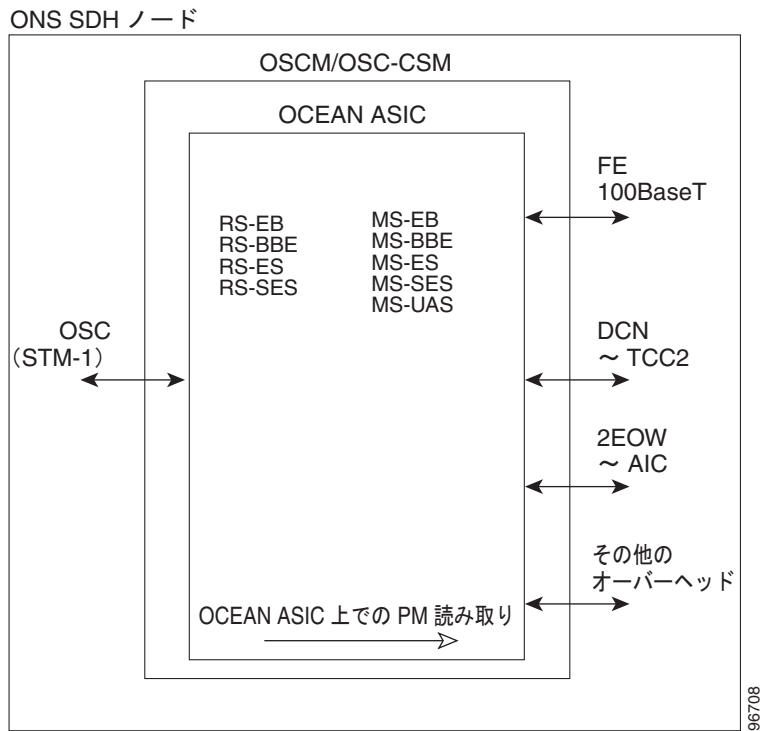 ONS SDH ノード
OSCM/OSC-CSM
OCEAN ASIC
FE
100BaseT
RS-EB
RS-BBE
RS-ES
RS-SES
MS-EB
MS-BBE
MS-ES
MS-SES
MS-UAS
OSC
(STM-1)
DCN
～ TCC2
2EOW
～ AIC
その他の
オーバーヘッド
OCEAN ASIC 上での PM 読み取り
96708